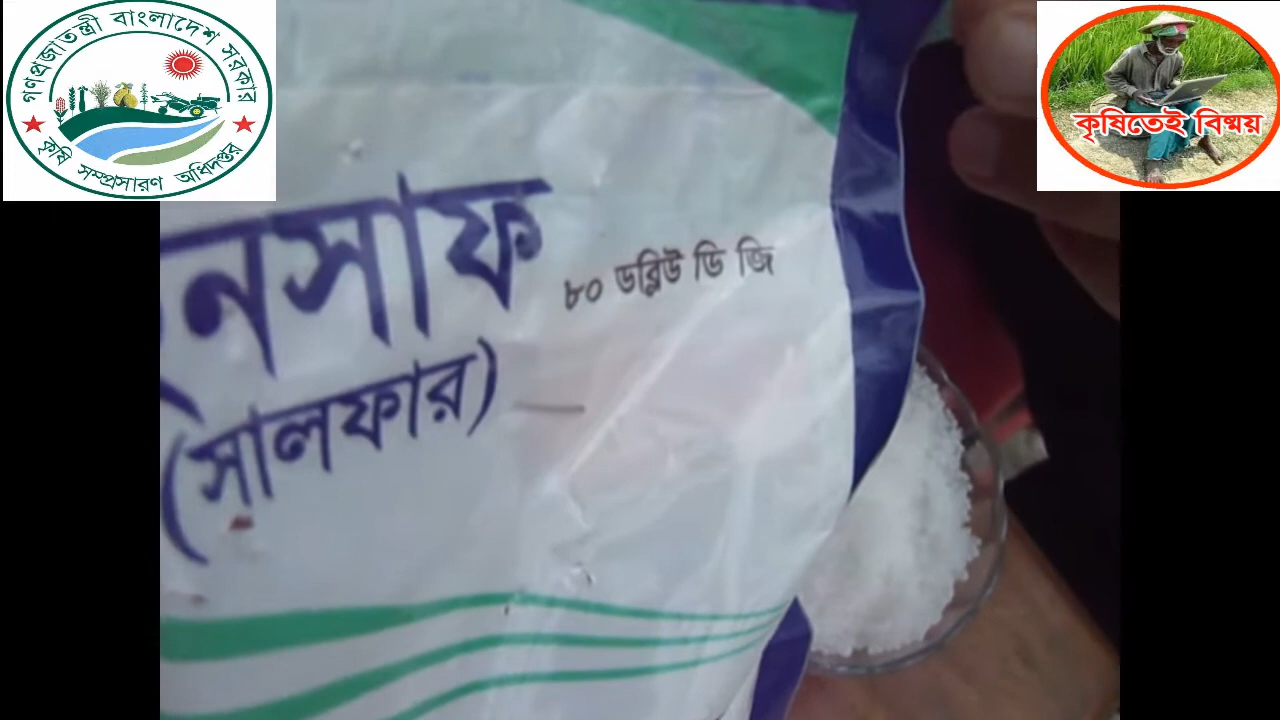 গণপ্রজাতন্ত্রী বাংলাদেশ সরকার
কৃষি সম্প্রসারণ অধিদপ্তর
কৃষিতেই বিষ্ময়
নসাফ ৮০ ডব্লিউ ডি জি
(সালফার)